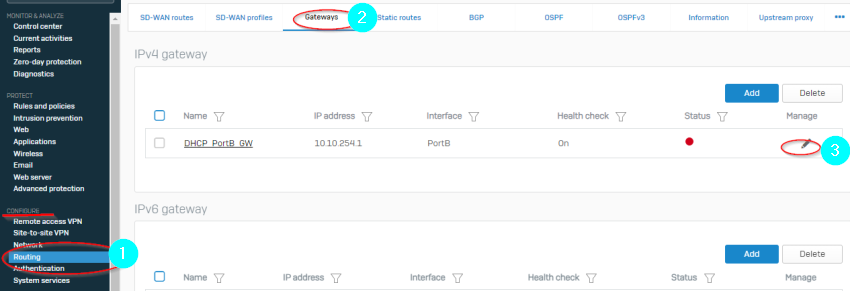 MONITOR & ANALYZE
Control center
Current activities
Reports
Zero-day protection
Diagnostics
PROTECT
Rules and policies
Intrusion prevention
Web
Applications
Wireless
Email
Web server
Advanced protection
CONFIGURE
Remote access VPN
Site-to-site VPN
Network
Routing
Authentication
System services
1
SD-WAN routes SD-WAN profiles Gateways 2 Static routes BGP OSPF OSPFv3 Information Upstream proxy •••
IPv4 gateway
Add Delete
Name IP address Interface Health check Status Manage
DHCP_PortB_GW 10.10.254.1 PortB On 3
IPv6 gateway
Add Delete
Name IP address Interface Health check Status Manage